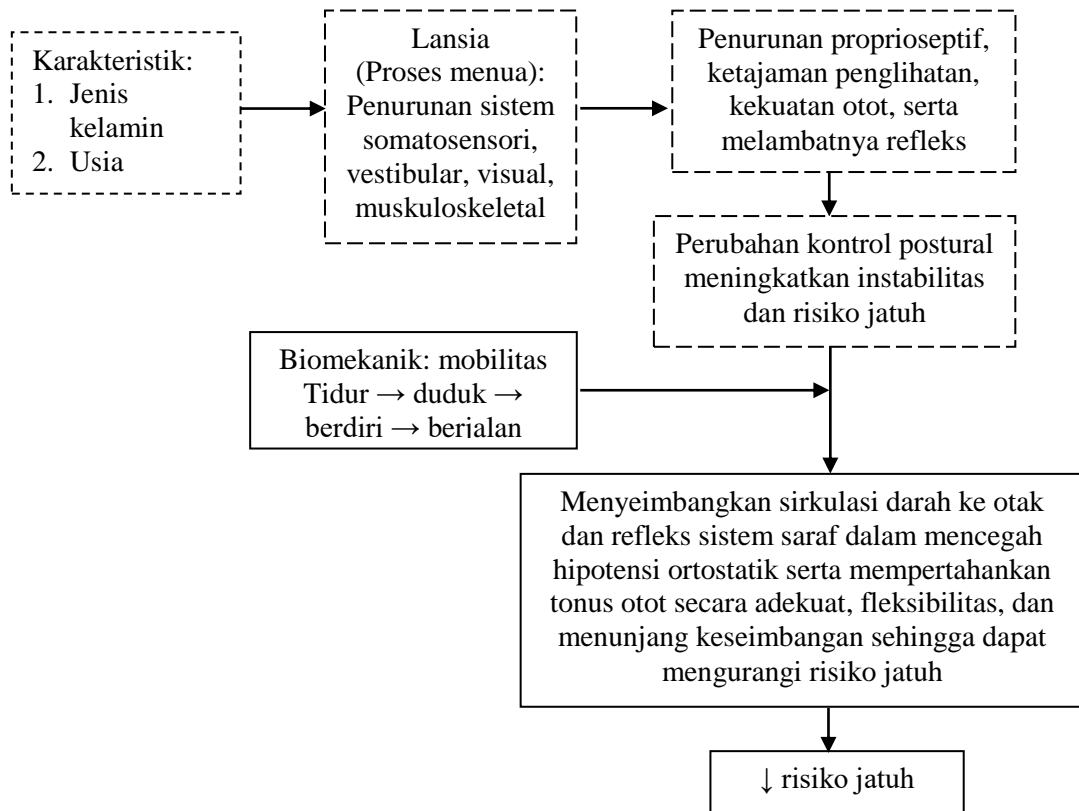 Karakteristik:
1. Jenis
kelamin
2. Usia
Lansia
(Proses menua):
Penurunan sistem
somatosensori,
vestibular, visual,
muskuloskeletal
Penurunan proprioseptif,
ketajaman penglihatan,
kekuatan otot, serta
melambatnya refleks
Perubahan kontrol postural
meningkatkan instabilitas
dan risiko jatuh
Biomekanik: mobilitas
Tidur → duduk →
berdiri → berjalan
Menyeimbangkan sirkulasi darah ke otak
dan refleks sistem saraf dalam mencegah
hipotensi ortostatik serta mempertahankan
tonus otot secara adekuat, fleksibilitas, dan
menunjang keseimbangan sehingga dapat
mengurangi risiko jatuh
↓ risiko jatuh